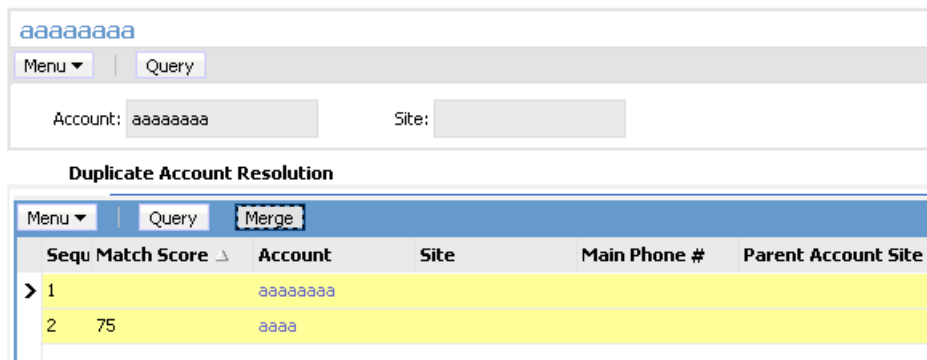 aaaaaaaa
Menu Query
Account: aaaaaaaa Site:
Duplicate Account Resolution
Menu Query Merge
Sequ Match Score Account Site Main Phone # Parent Account Site
1 aaaaaaaa
2 75 aaaa